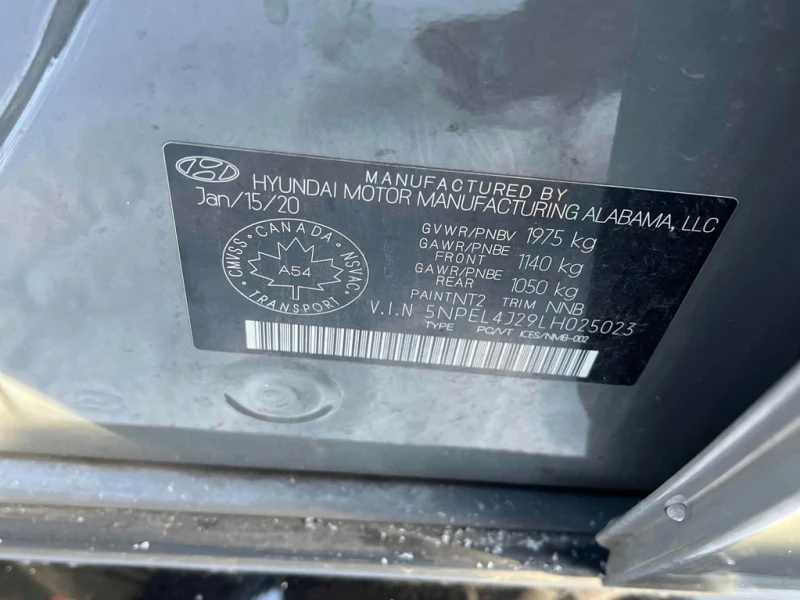 MANUFACTURED BY
HYUNDAI MOTOR MANUFACTURING ALABAMA, LLC
Jan/15/20
CMVSS CANADA NSVAC
A54
TRANSPORT
GVWR/PNBV 1975 kg
GAWR/PNBE FRONT 1140 kg
GAWR/PNBE REAR 1050 kg
PAINT NT2 TRIM NNB
V.I.N 5NPEL4J29LH025023
TYPE PC/VT ICES/NMB-002